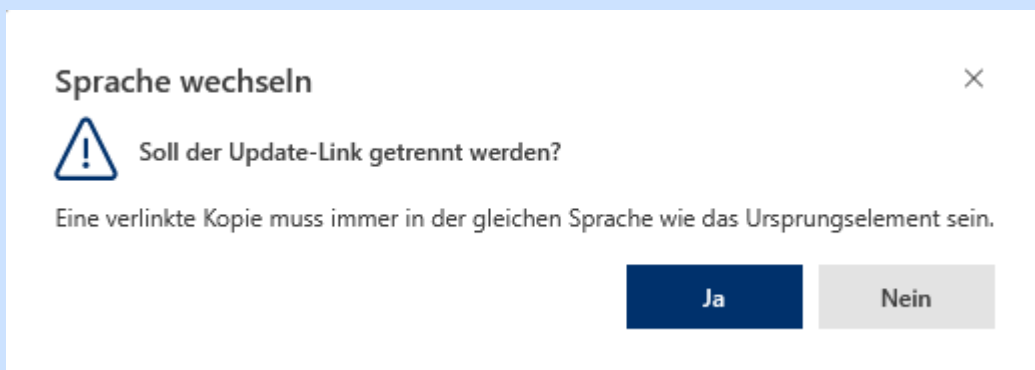 Sprache wechseln
Soll der Update-Link getrennt werden?
Eine verlinkte Kopie muss immer in der gleichen Sprache wie das Ursprungselement sein.
Ja
Nein